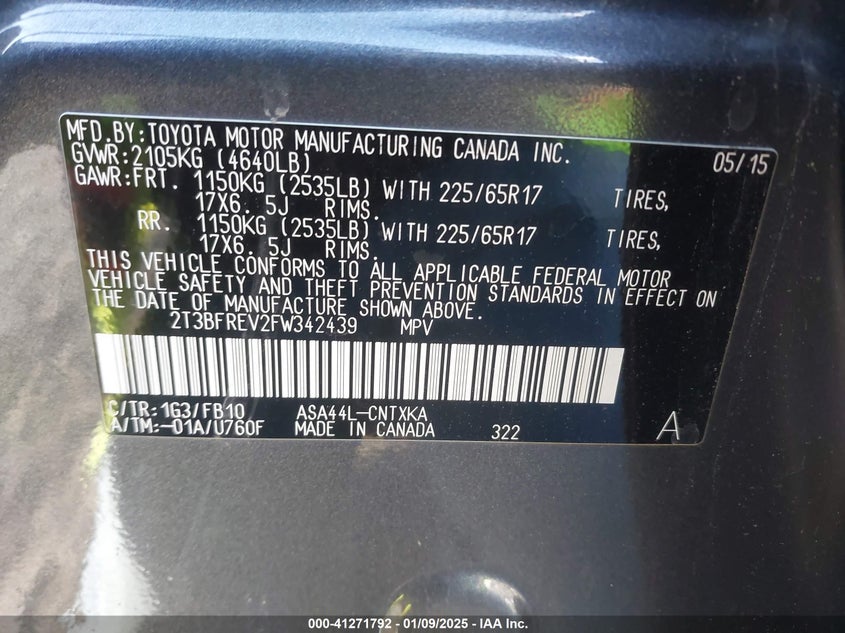 MFD.BY:TOYOTA MOTOR MANUFACTURING CANADA INC. 05/15
GVWR:2105KG (4640LB)
GAWR:FRT. 1150KG (2535LB) WITH 225/65R17 TIRES,
17X6. 5J RIMS.
RR. 1150KG (2535LB) WITH 225/65R17 TIRES,
17X6. 5J RIMS.
THIS VEHICLE CONFORMS TO ALL APPLICABLE FEDERAL MOTOR
VEHICLE SAFETY AND THEFT PREVENTION STANDARDS IN EFFECT ON
THE DATE OF MANUFACTURE SHOWN ABOVE.
2T3BFREV2FW342439 MPV
C/TR:1G3/FB10 ASA44L-CNTXKA
A/TM:-01A/U760F MADE IN CANADA 322 A
000-41271792 - 01/09/2025 - ASA Inc.